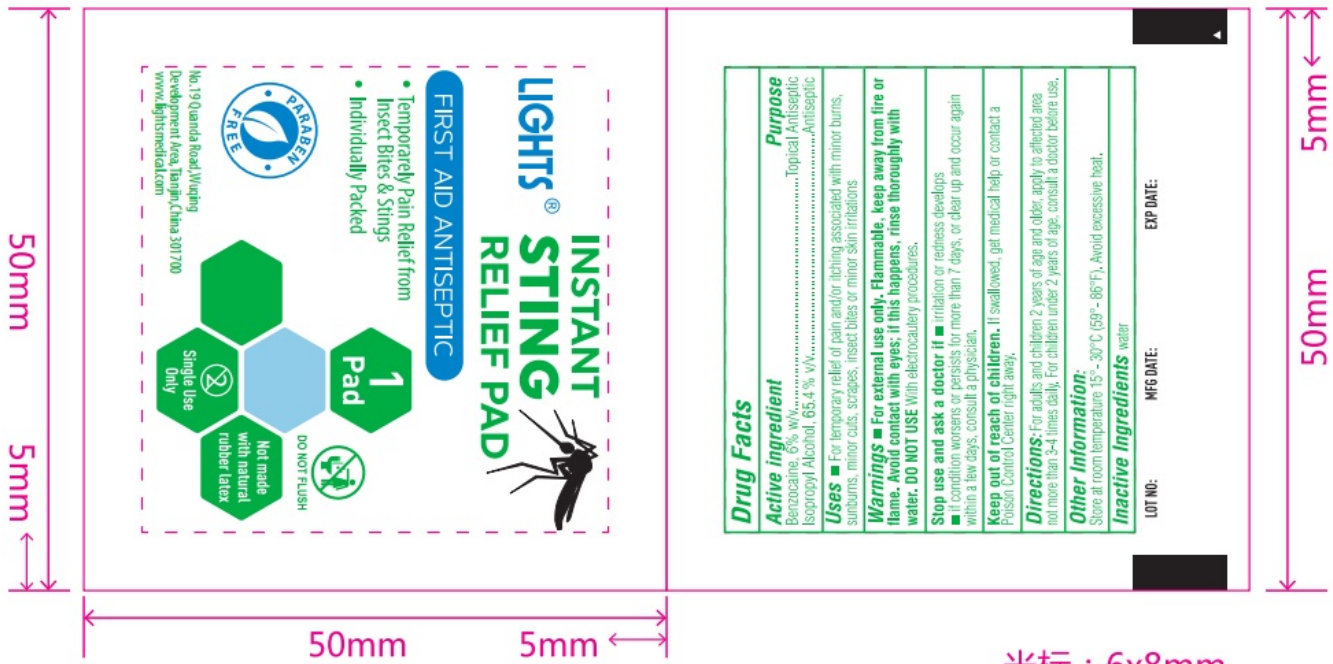 LIGHTS ®
INSTANT
STING
RELIEF PAD
FIRST AID ANTISEPTIC
• Temporarely Pain Relief from
Insect Bites & Stings
• Individually Packed
1
Pad
DO NOT FLUSH
PARABEN
FREE
Single Use
Only
Not made
with natural
rubber latex
No.19 Quanda Road,Wuqing
Development Area, Tianjin,China 301700
www.lightsmedical.com
Drug Facts
Active ingredient Purpose
Benzocaine, 6% w/v..........................Topical Antiseptic
Isopropyl Alcohol, 65.4 % v/v..........................Antiseptic
Uses ■ For temporary relief of pain and/or itching associated with minor burns,
sunburns, minor cuts, scrapes, insect bites or minor skin irritations
Warnings ■ For external use only. Flammable, keep away from fire or
flame. Avoid contact with eyes; if this happens, rinse thoroughly with
water. DO NOT USE With electrocautery procedures.
Stop use and ask a doctor if ■ irritation or redness develops
■ if condition worsens or persists for more than 7 days, or clear up and occur again
within a few days, consult a physician.
Keep out of reach of children. If swallowed, get medical help or contact a
Poison Control Center right away.
Directions: For adults and children 2 years of age and older, apply to affected area
not more than 3-4 times daily. For children under 2 years of age, consult a doctor before use.
Other Information:
Store at room temperature 15° - 30°C (59° - 86°F). Avoid excessive heat.
Inactive Ingredients water
LOT NO: MFG DATE: EXP DATE:
50mm
5mm
50mm
5mm
5mm
50mm